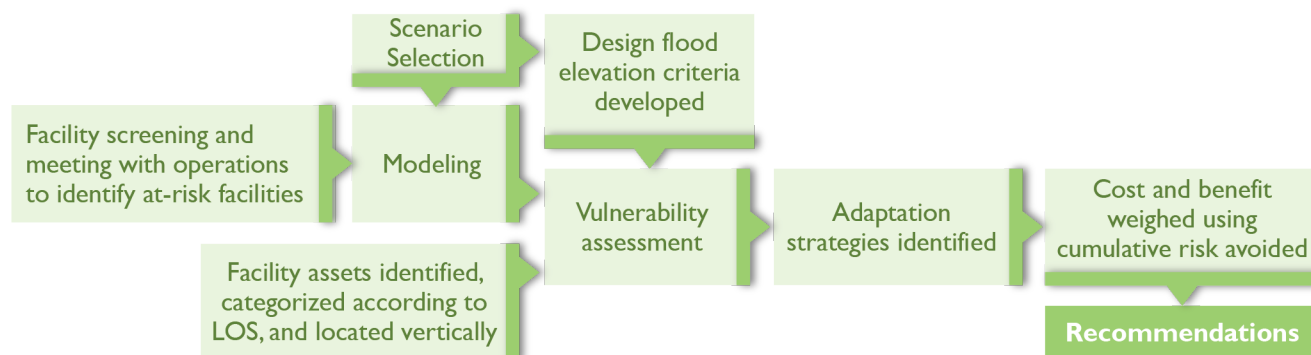 Scenario
Selection
Design flood
elevation criteria
developed
Facility screening and
meeting with operations
to identify at-risk facilities
Modeling
Vulnerability
assessment
Adaptation
strategies identified
Cost and benefit
weighed using
cumulative risk avoided
Facility assets identified,
categorized according to
LOS, and located vertically
Recommendations